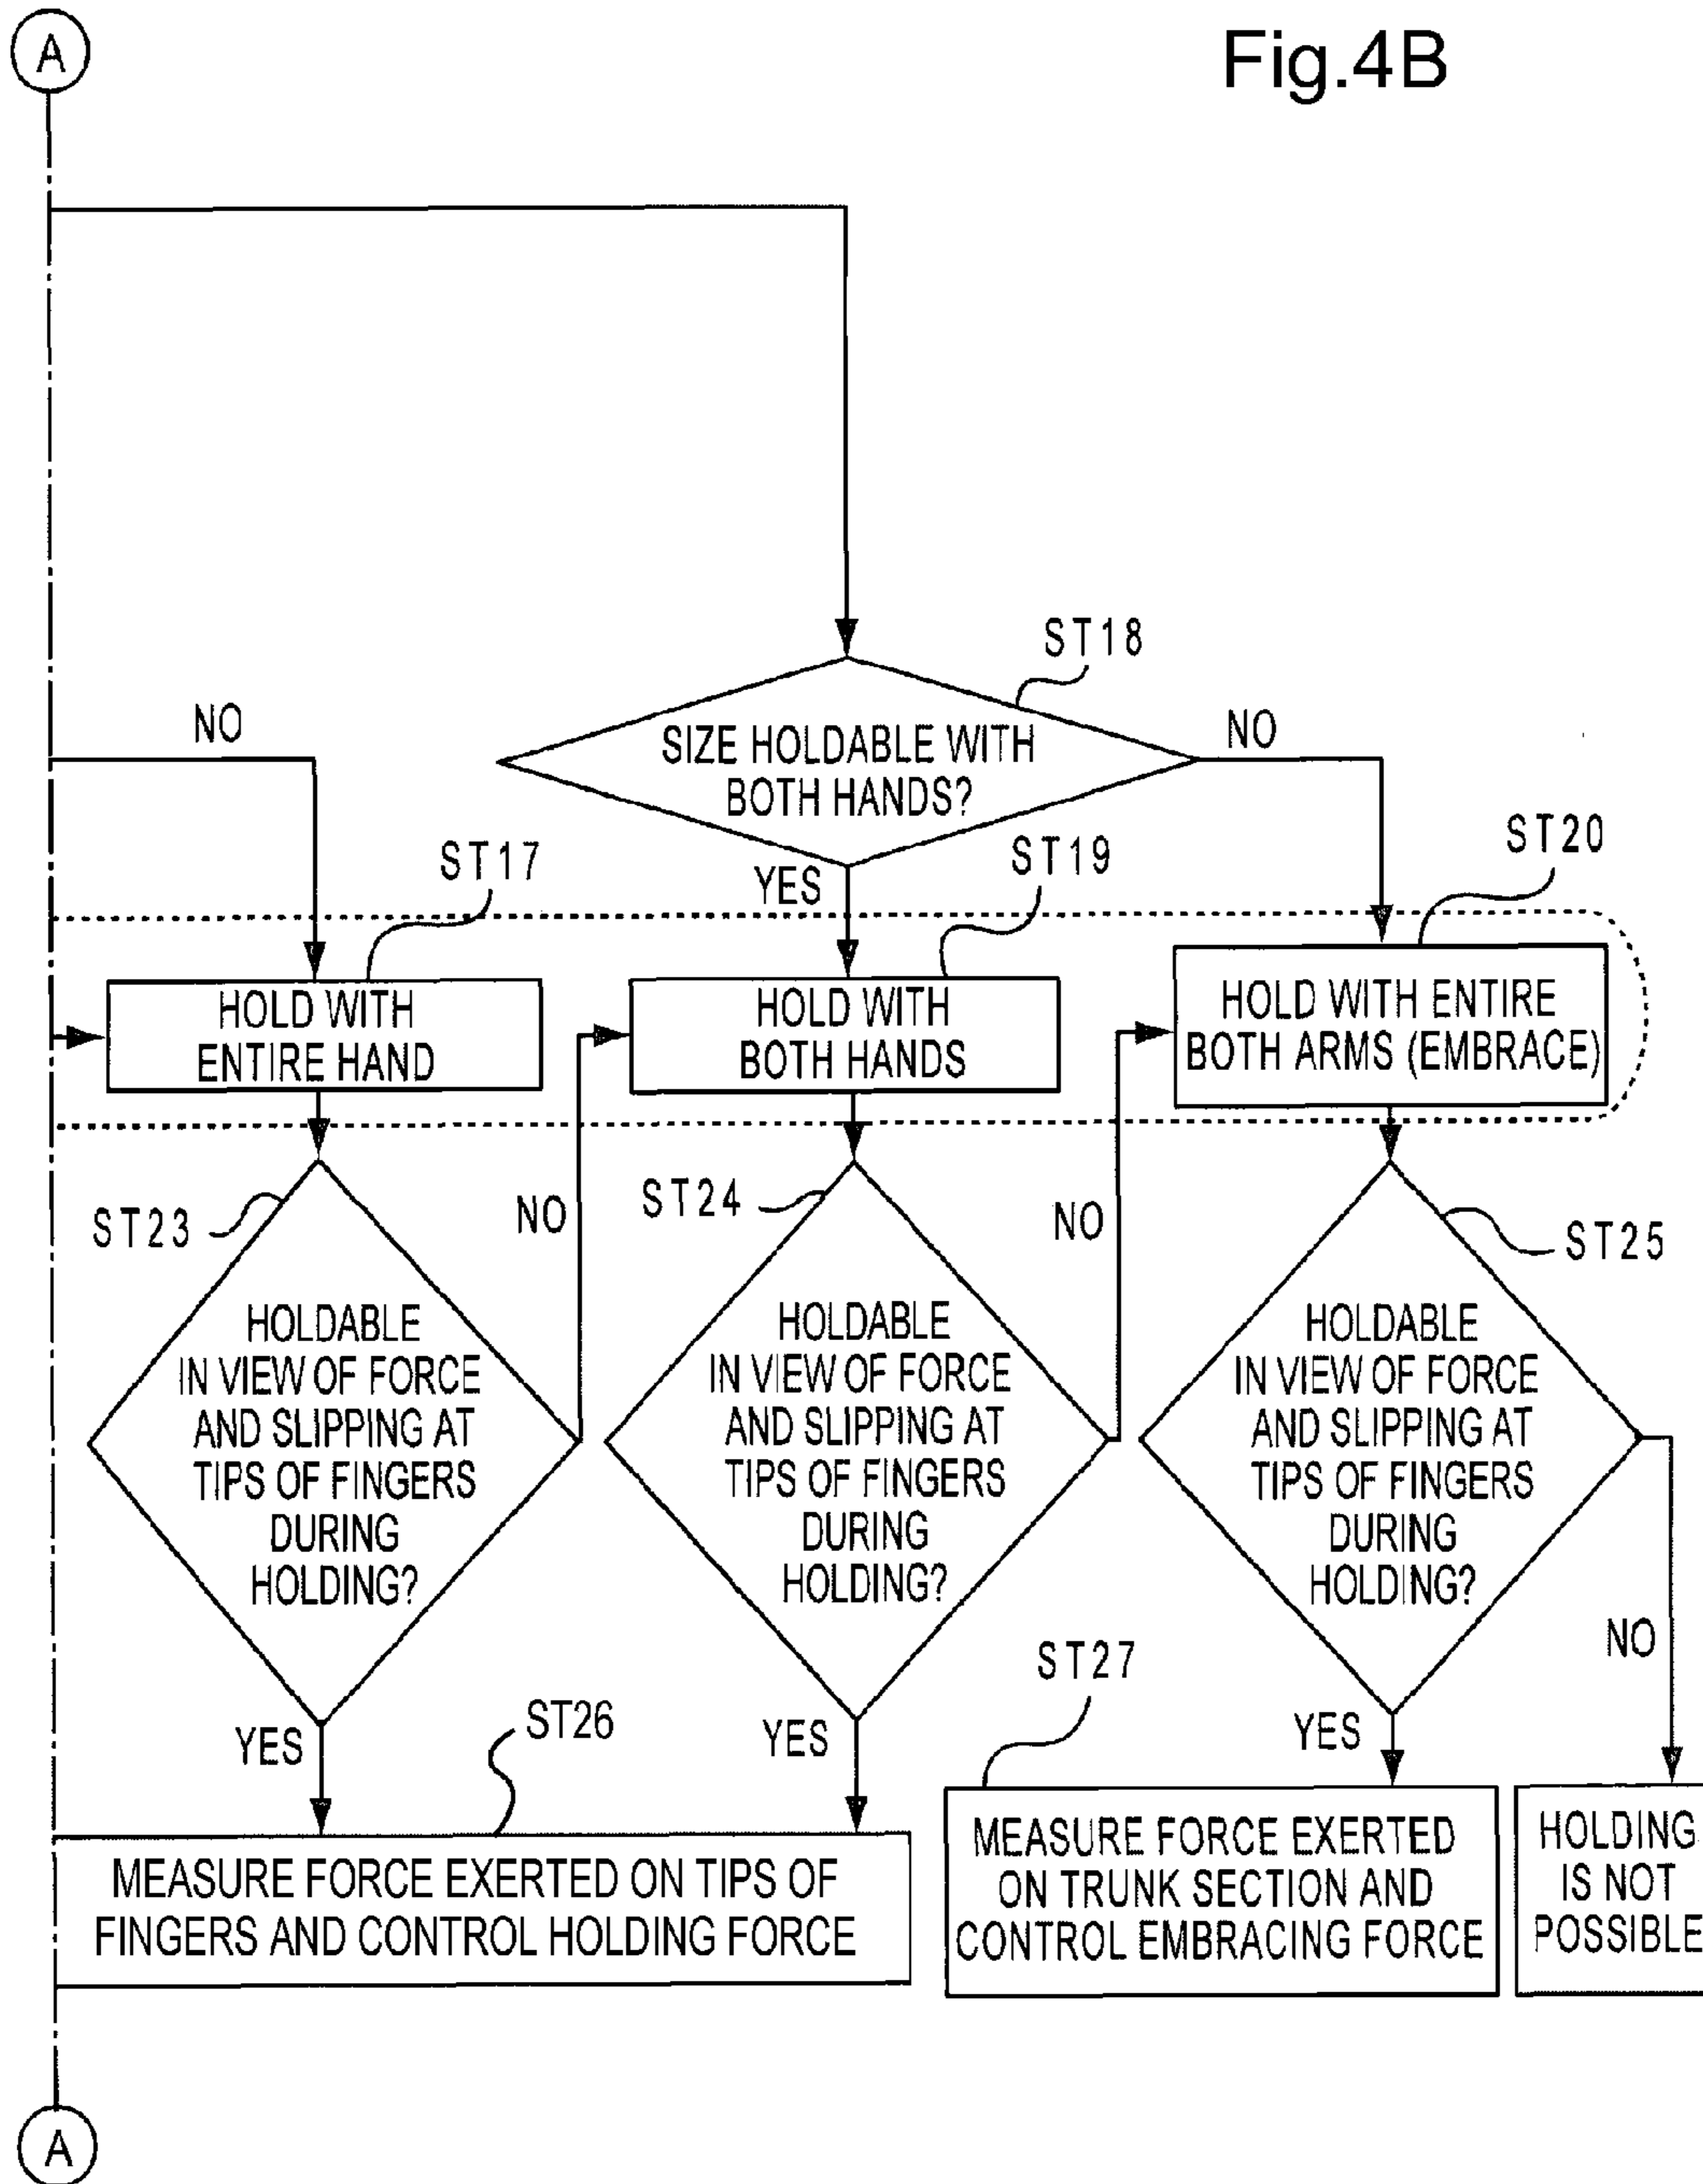 A
Fig.4B
ST18
NO
SIZE HOLDABLE WITH
BOTH HANDS?
NO
ST17
YES
ST19
ST20
HOLD WITH
ENTIRE HAND
HOLD WITH
BOTH HANDS
HOLD WITH ENTIRE
BOTH ARMS (EMBRACE)
ST23
NO
ST24
NO
ST25
HOLDABLE
IN VIEW OF FORCE
AND SLIPPING AT
TIPS OF FINGERS
DURING
HOLDING?
HOLDABLE
IN VIEW OF FORCE
AND SLIPPING AT
TIPS OF FINGERS
DURING
HOLDING?
HOLDABLE
IN VIEW OF FORCE
AND SLIPPING AT
TIPS OF FINGERS
DURING
HOLDING?
NO
YES
ST26
YES
ST27
YES
MEASURE FORCE EXERTED ON TIPS OF
FINGERS AND CONTROL HOLDING FORCE
MEASURE FORCE EXERTED
ON TRUNK SECTION AND
CONTROL EMBRACING FORCE
HOLDING
IS NOT
POSSIBLE
A